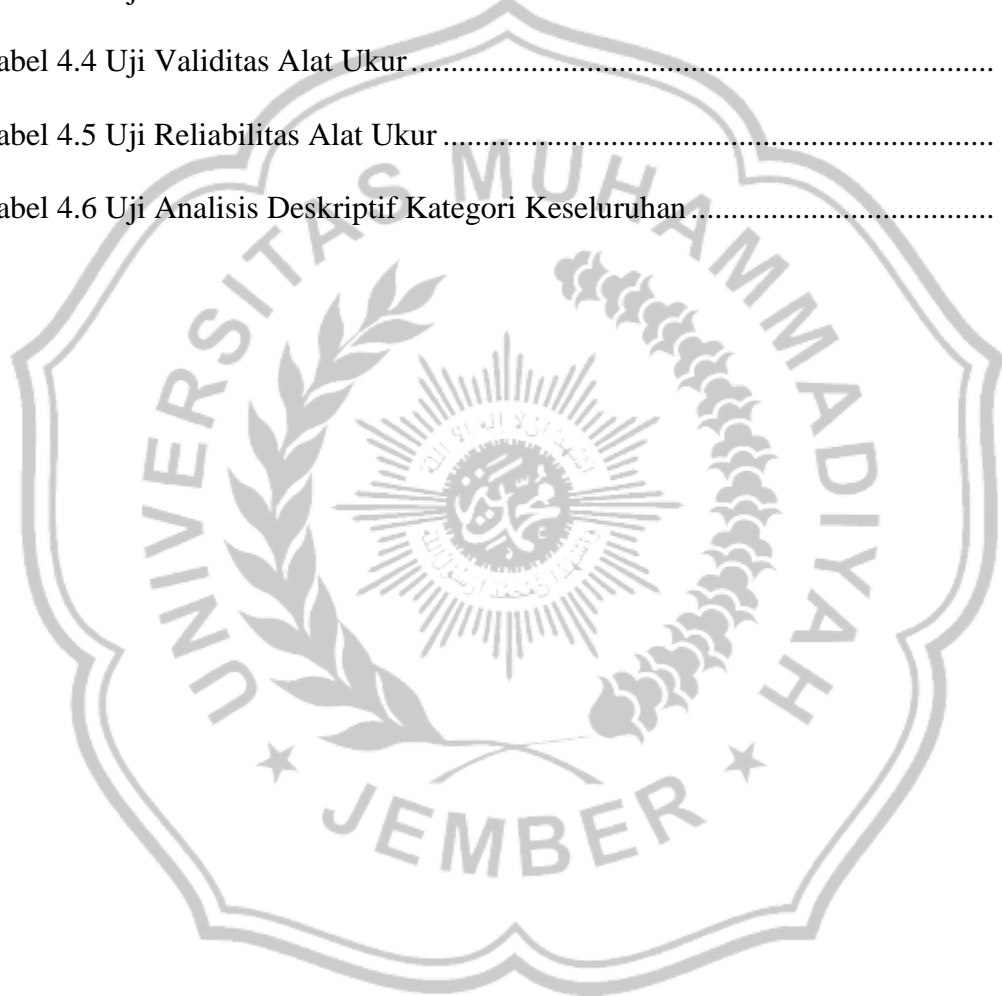 abel 4.4 Uji Validitas Alat Ukur
abel 4.5 Uji Reliabilitas Alat Ukur
abel 4.6 Uji Analisis Deskriptif Kategori Keseluruhan
UNIVERSITAS MUHAMMADIYAH
JEMBER